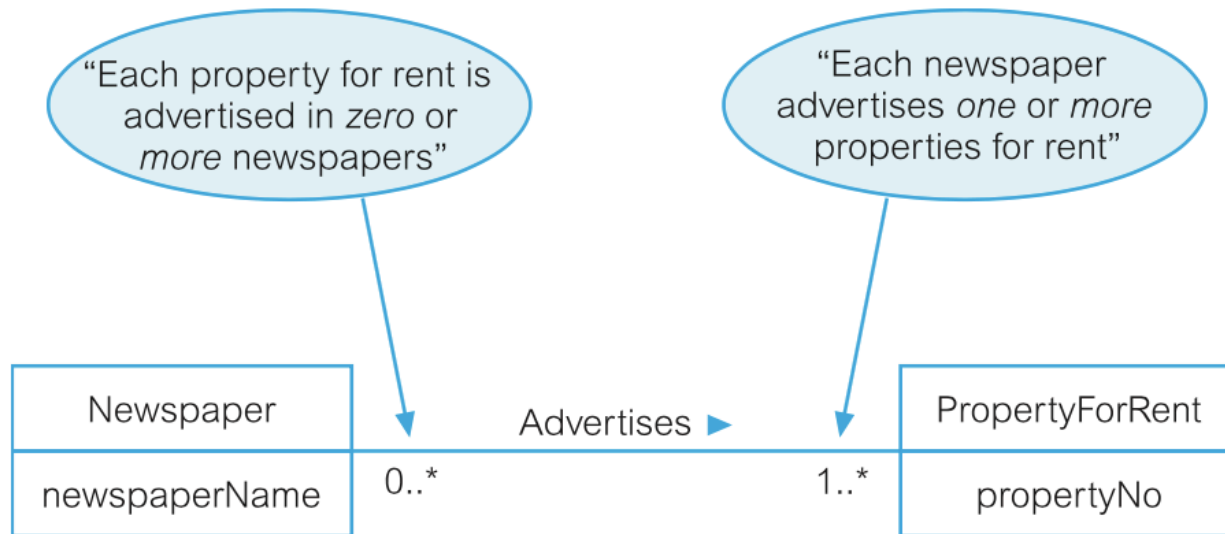 “Each property for rent is
advertised in zero or
more newspapers”
“Each newspaper
advertises one or more
properties for rent”
Newspaper
Advertises ►
PropertyForRent
newspaperName
0..*
1..*
propertyNo